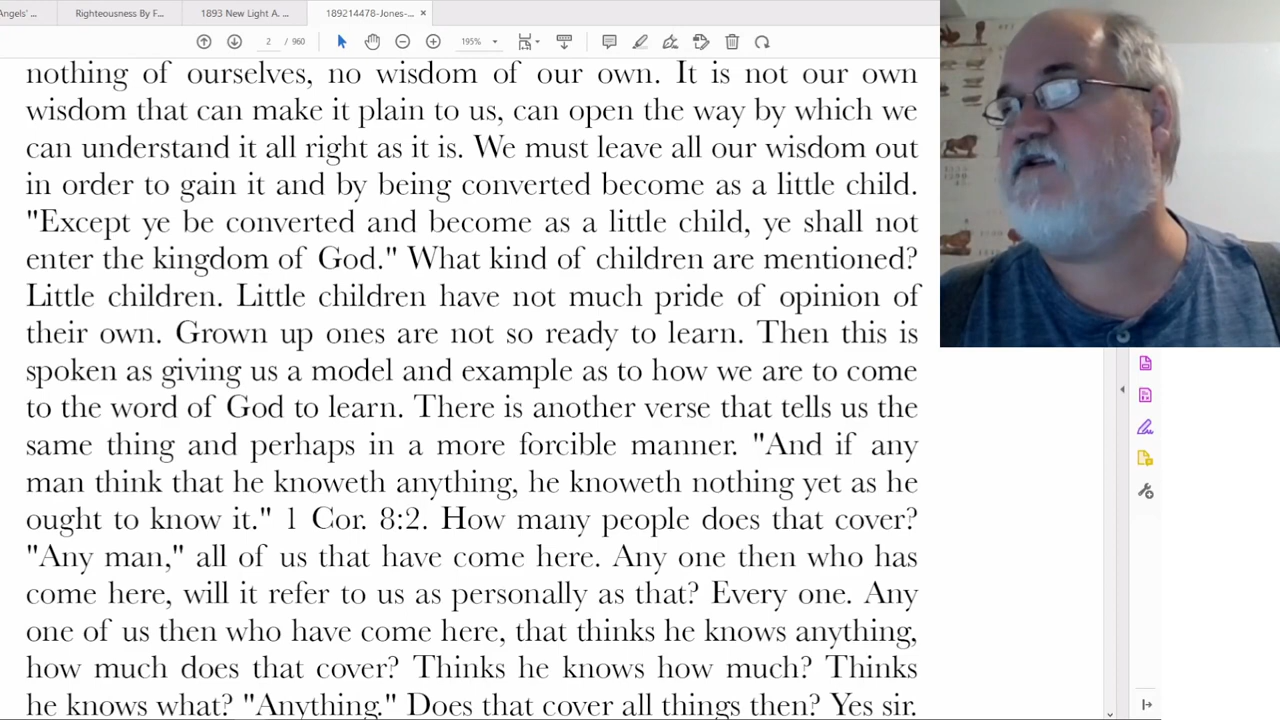 Angels' ...
Righteousness By F...
1893 New Light A. ...
189214478-Jones-... ×
2 / 960
195%
nothing of ourselves, no wisdom of our own. It is not our own
wisdom that can make it plain to us, can open the way by which we
can understand it all right as it is. We must leave all our wisdom out
in order to gain it and by being converted become as a little child.
"Except ye be converted and become as a little child, ye shall not
enter the kingdom of God." What kind of children are mentioned?
Little children. Little children have not much pride of opinion of
their own. Grown up ones are not so ready to learn. Then this is
spoken as giving us a model and example as to how we are to come
to the word of God to learn. There is another verse that tells us the
same thing and perhaps in a more forcible manner. "And if any
man think that he knoweth anything, he knoweth nothing yet as he
ought to know it." 1 Cor. 8:2. How many people does that cover?
"Any man," all of us that have come here. Any one then who has
come here, will it refer to us as personally as that? Every one. Any
one of us then who have come here, that thinks he knows anything,
how much does that cover? Thinks he knows how much? Thinks
he knows what? "Anything." Does that cover all things then? Yes sir.